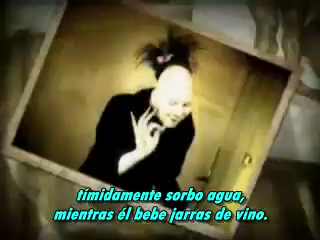 tímidamente sorbo agua,
mientras él bebe jarras de vino.